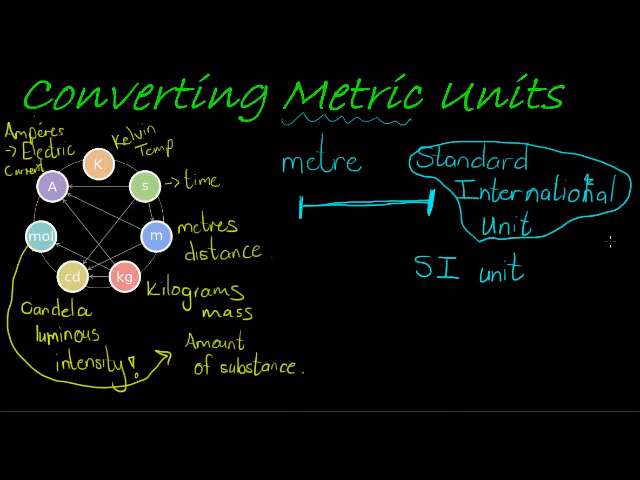 Converting Metric Units
Ampéres
→ Electric
Current
Kelvin
Temp
K
A
s
→ time
mol
m
metres
distance
cd
kg
Kilograms
mass
Candela
luminous
intensity!
Amount
of substance.
metre
Standard
International
Unit
SI unit